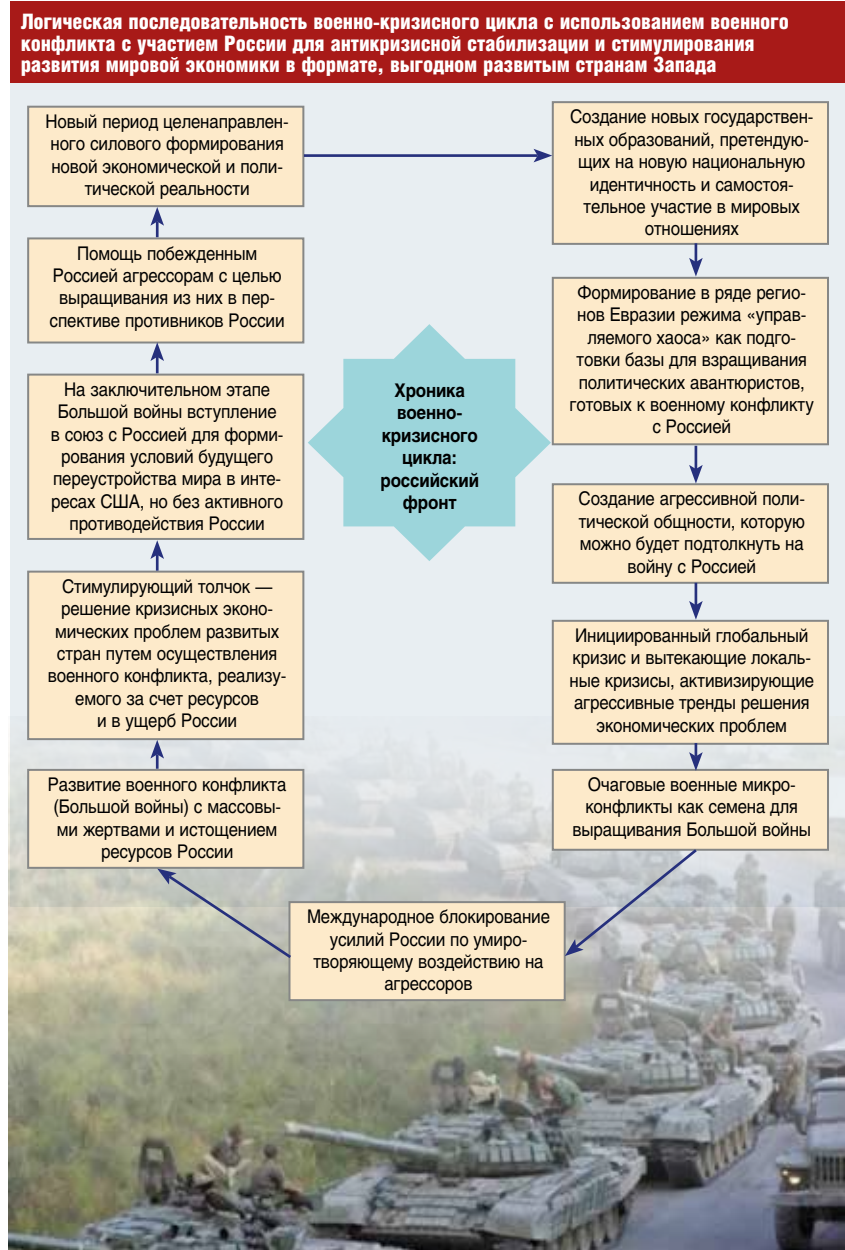 Логическая последовательность военно-кризисного цикла с использованием военного
конфликта с участием России для антикризисной стабилизации и стимулирования
развития мировой экономики в формате, выгодном развитым странам Запада
Новый период целенаправлен-
ного силового формирования
новой экономической и поли-
тической реальности
Создание новых государствен-
ных образований, претендую-
щих на новую национальную
идентичность и самостоя-
тельное участие в мировых
отношениях
Помощь побежденным
Россией агрессорам с целью
выращивания из них в пер-
спективе противников России
Формирование в ряде регио-
нов Евразии режима «управ-
ляемого хаоса» как подго-
товки базы для взращивания
политических авантюристов,
готовых к военному конфликту
с Россией
На заключительном этапе
Большой войны вступление
в союз с Россией для форми-
рования условий будущего
переустройства мира в инте-
ресах США, но без активного
противодействия России
Хроника
военно-
кризисного
цикла:
российский
фронт
Создание агрессивной поли-
тической общности, которую
можно будет подтолкнуть на
войну с Россией
Стимулирующий толчок —
решение кризисных эконо-
мических проблем развитых
стран путем осуществления
военного конфликта, реализу-
емого за счет ресурсов
и в ущерб России
Инициированный глобальный
кризис и вытекающие локаль-
ные кризисы, активизирующие
агрессивные тренды решения
экономических проблем
Развитие военного конфликта
(Большой войны) с массовы-
ми жертвами и истощением
ресурсов России
Очаговые военные микро-
конфликты как семена для
выращивания Большой войны
Международное блокирование
усилий России по умиро-
творяющему воздействию на
агрессоров